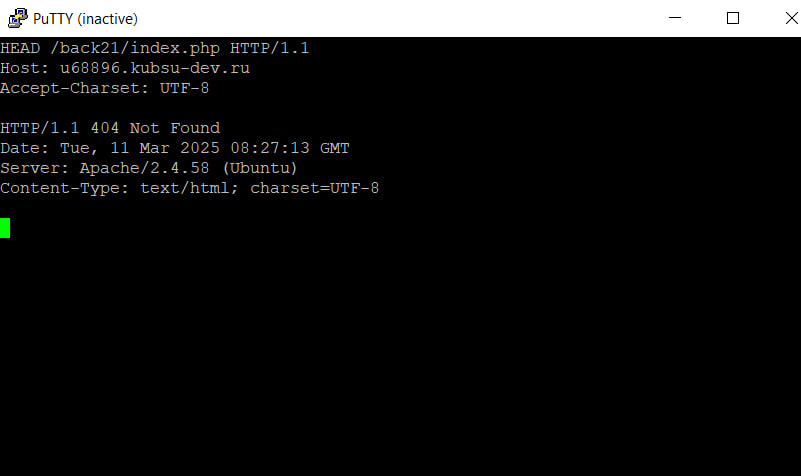 PuTTY (inactive)
HEAD /back21/index.php HTTP/1.1
Host: u68896.kubsu-dev.ru
Accept-Charset: UTF-8
HTTP/1.1 404 Not Found
Date: Tue, 11 Mar 2025 08:27:13 GMT
Server: Apache/2.4.58 (Ubuntu)
Content-Type: text/html; charset=UTF-8